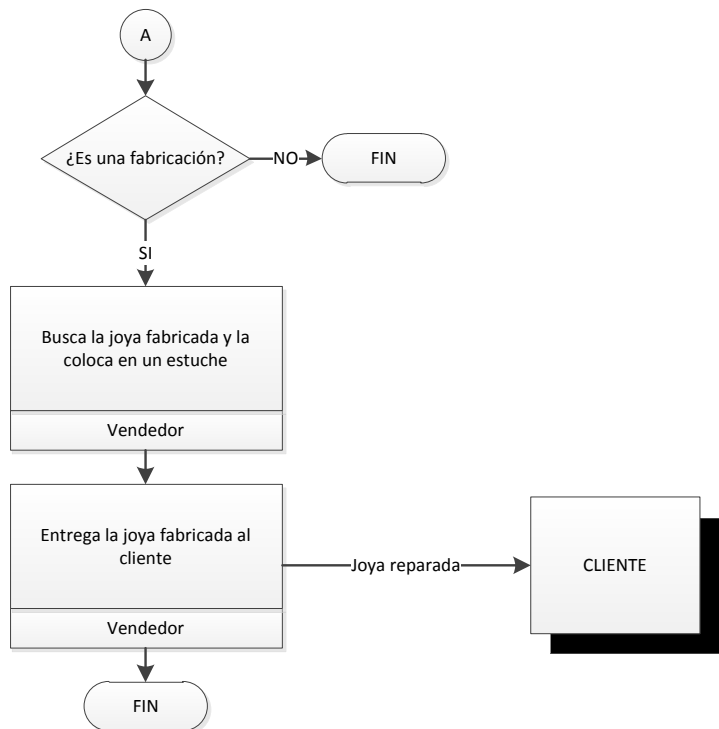 A
¿Es una fabricación?
NO
FIN
SI
Busca la joya fabricada y la
coloca en un estuche
Vendedor
Entrega la joya fabricada al
cliente
Joya reparada
CLIENTE
Vendedor
FIN